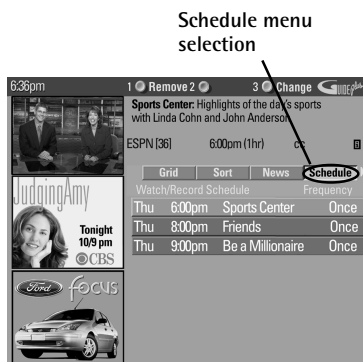 Schedule menu
selection
6:36pm
1 Remove 2 3 Change GUIDE Plus
Sports Center: Highlights of the day's sports
with Linda Cohn and John Anderson
ESPN [36] 6:00pm (1hr) cc
Grid Sort News Schedule
Watch/Record Schedule Frequency
Thu 6:00pm Sports Center Once
Thu 8:00pm Friends Once
Thu 9:00pm Be a Millionaire Once
JudgingAmy
Tonight
10/9 pm
CBS
Ford focus